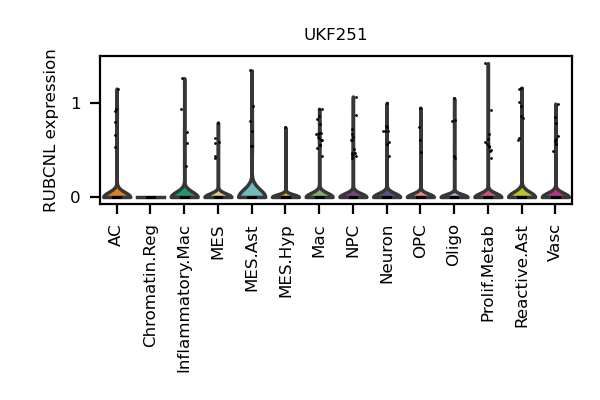 UKF251
RUBCNL expression
1
0
AC
Chromatin.Reg
Inflammatory.Mac
MES
MES.Ast
MES.Hyp
Mac
NPC
Neuron
OPC
Oligo
Prolif.Metab
Reactive.Ast
Vasc